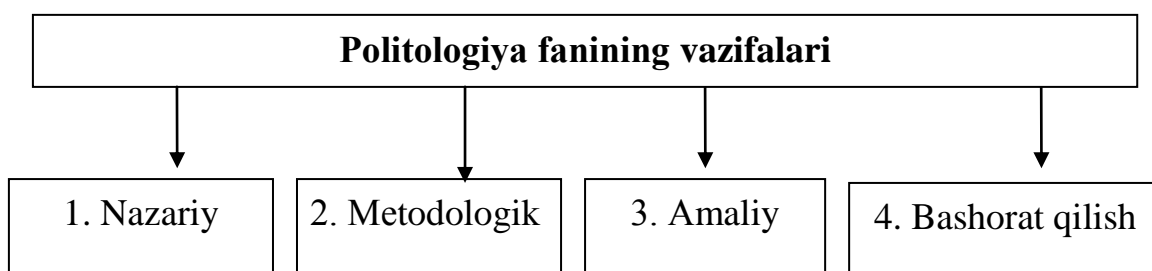 Politologiya fanining vazifalari
1. Nazariy
2. Metodologik
3. Amaliy
4. Bashorat qilish